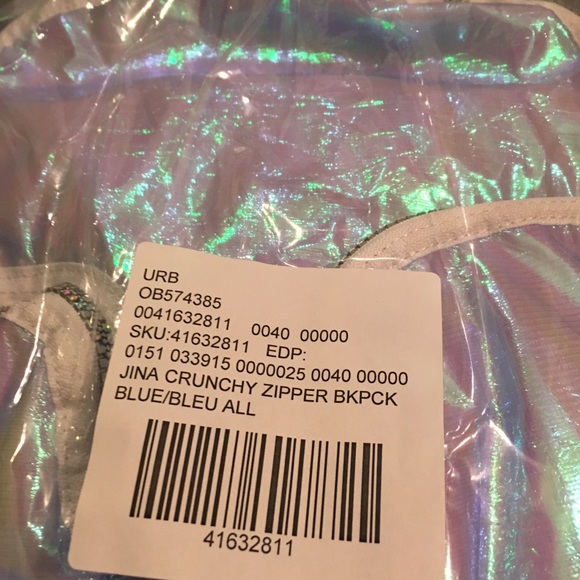 URB
OB574385
0041632811 0040 00000
SKU:41632811 EDP:
0151 033915 0000025 0040 00000
JINA CRUNCHY ZIPPER BKPCK
BLUE/BLEU ALL
41632811